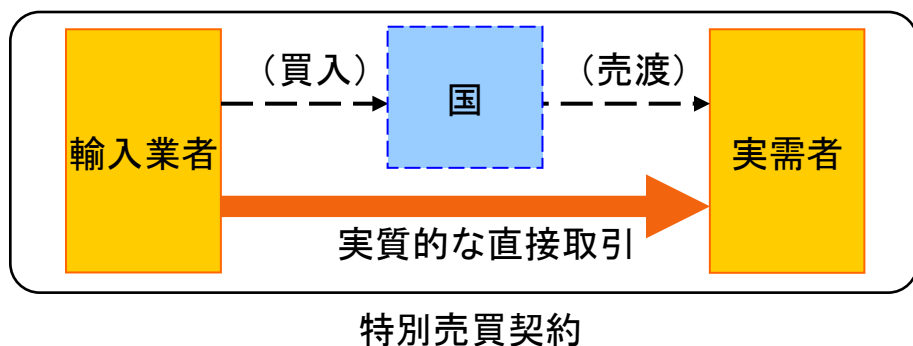 （買入）
（売渡）
国
輸入業者
実需者
実質的な直接取引
特別売買契約